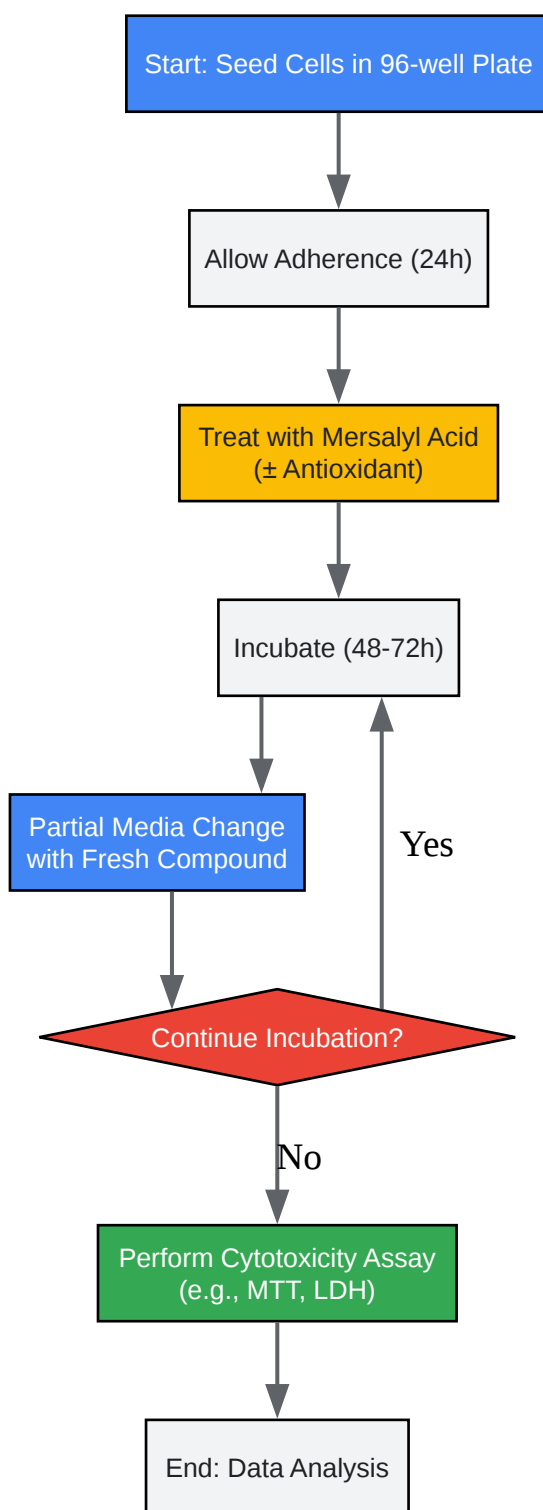 Start: Seed Cells in 96-well Plate
Allow Adherence (24h)
Treat with Mersalyl Acid
(± Antioxidant)
Incubate (48-72h)
Partial Media Change
with Fresh Compound
Yes
Continue Incubation?
No
Perform Cytotoxicity Assay
(e.g., MTT, LDH)
End: Data Analysis